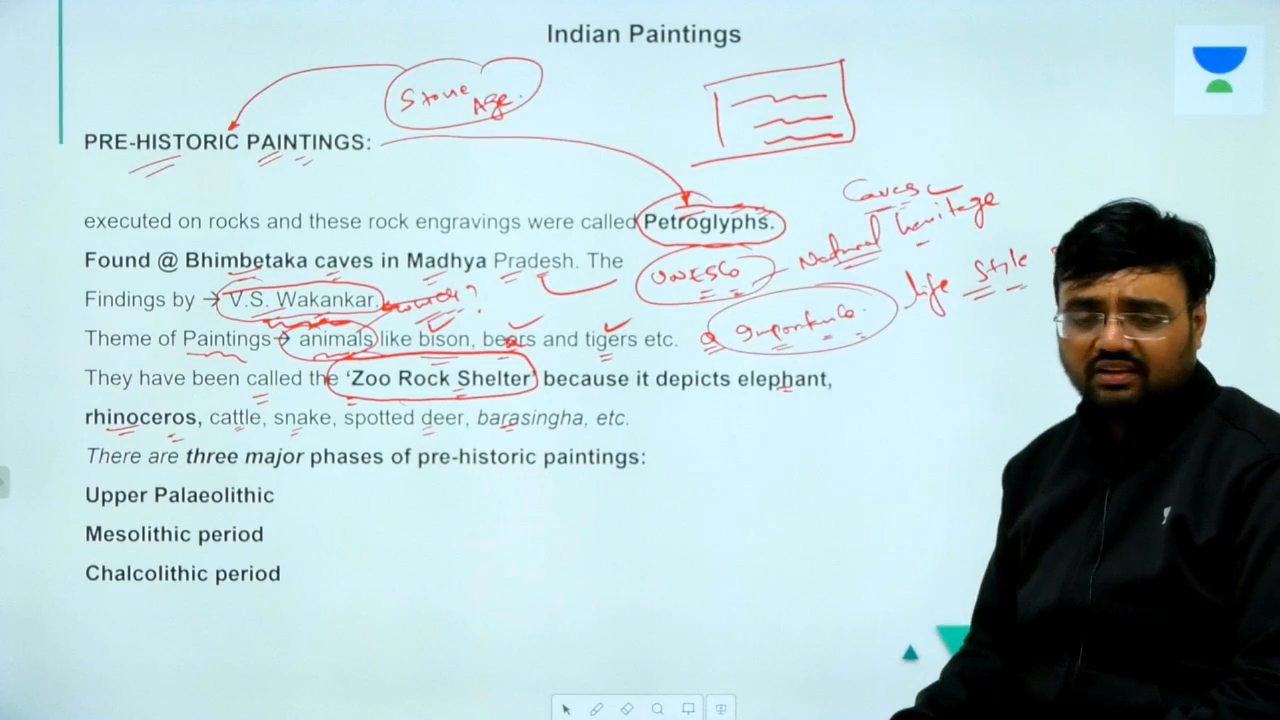 Indian Paintings
Stone Age.
PRE-HISTORIC PAINTINGS:
Caves
executed on rocks and these rock engravings were called Petroglyphs.
Natural heritage
Found @ Bhimbetaka caves in Madhya Pradesh. The
UNESCO
life style
Findings by → V.S. Wakankar.
Theme of Paintings→ animals like bison, bears and tigers etc.
They have been called the ‘Zoo Rock Shelter’ because it depicts elephant,
rhinoceros, cattle, snake, spotted deer, barasingha, etc.
There are three major phases of pre-historic paintings:
Upper Palaeolithic
Mesolithic period
Chalcolithic period